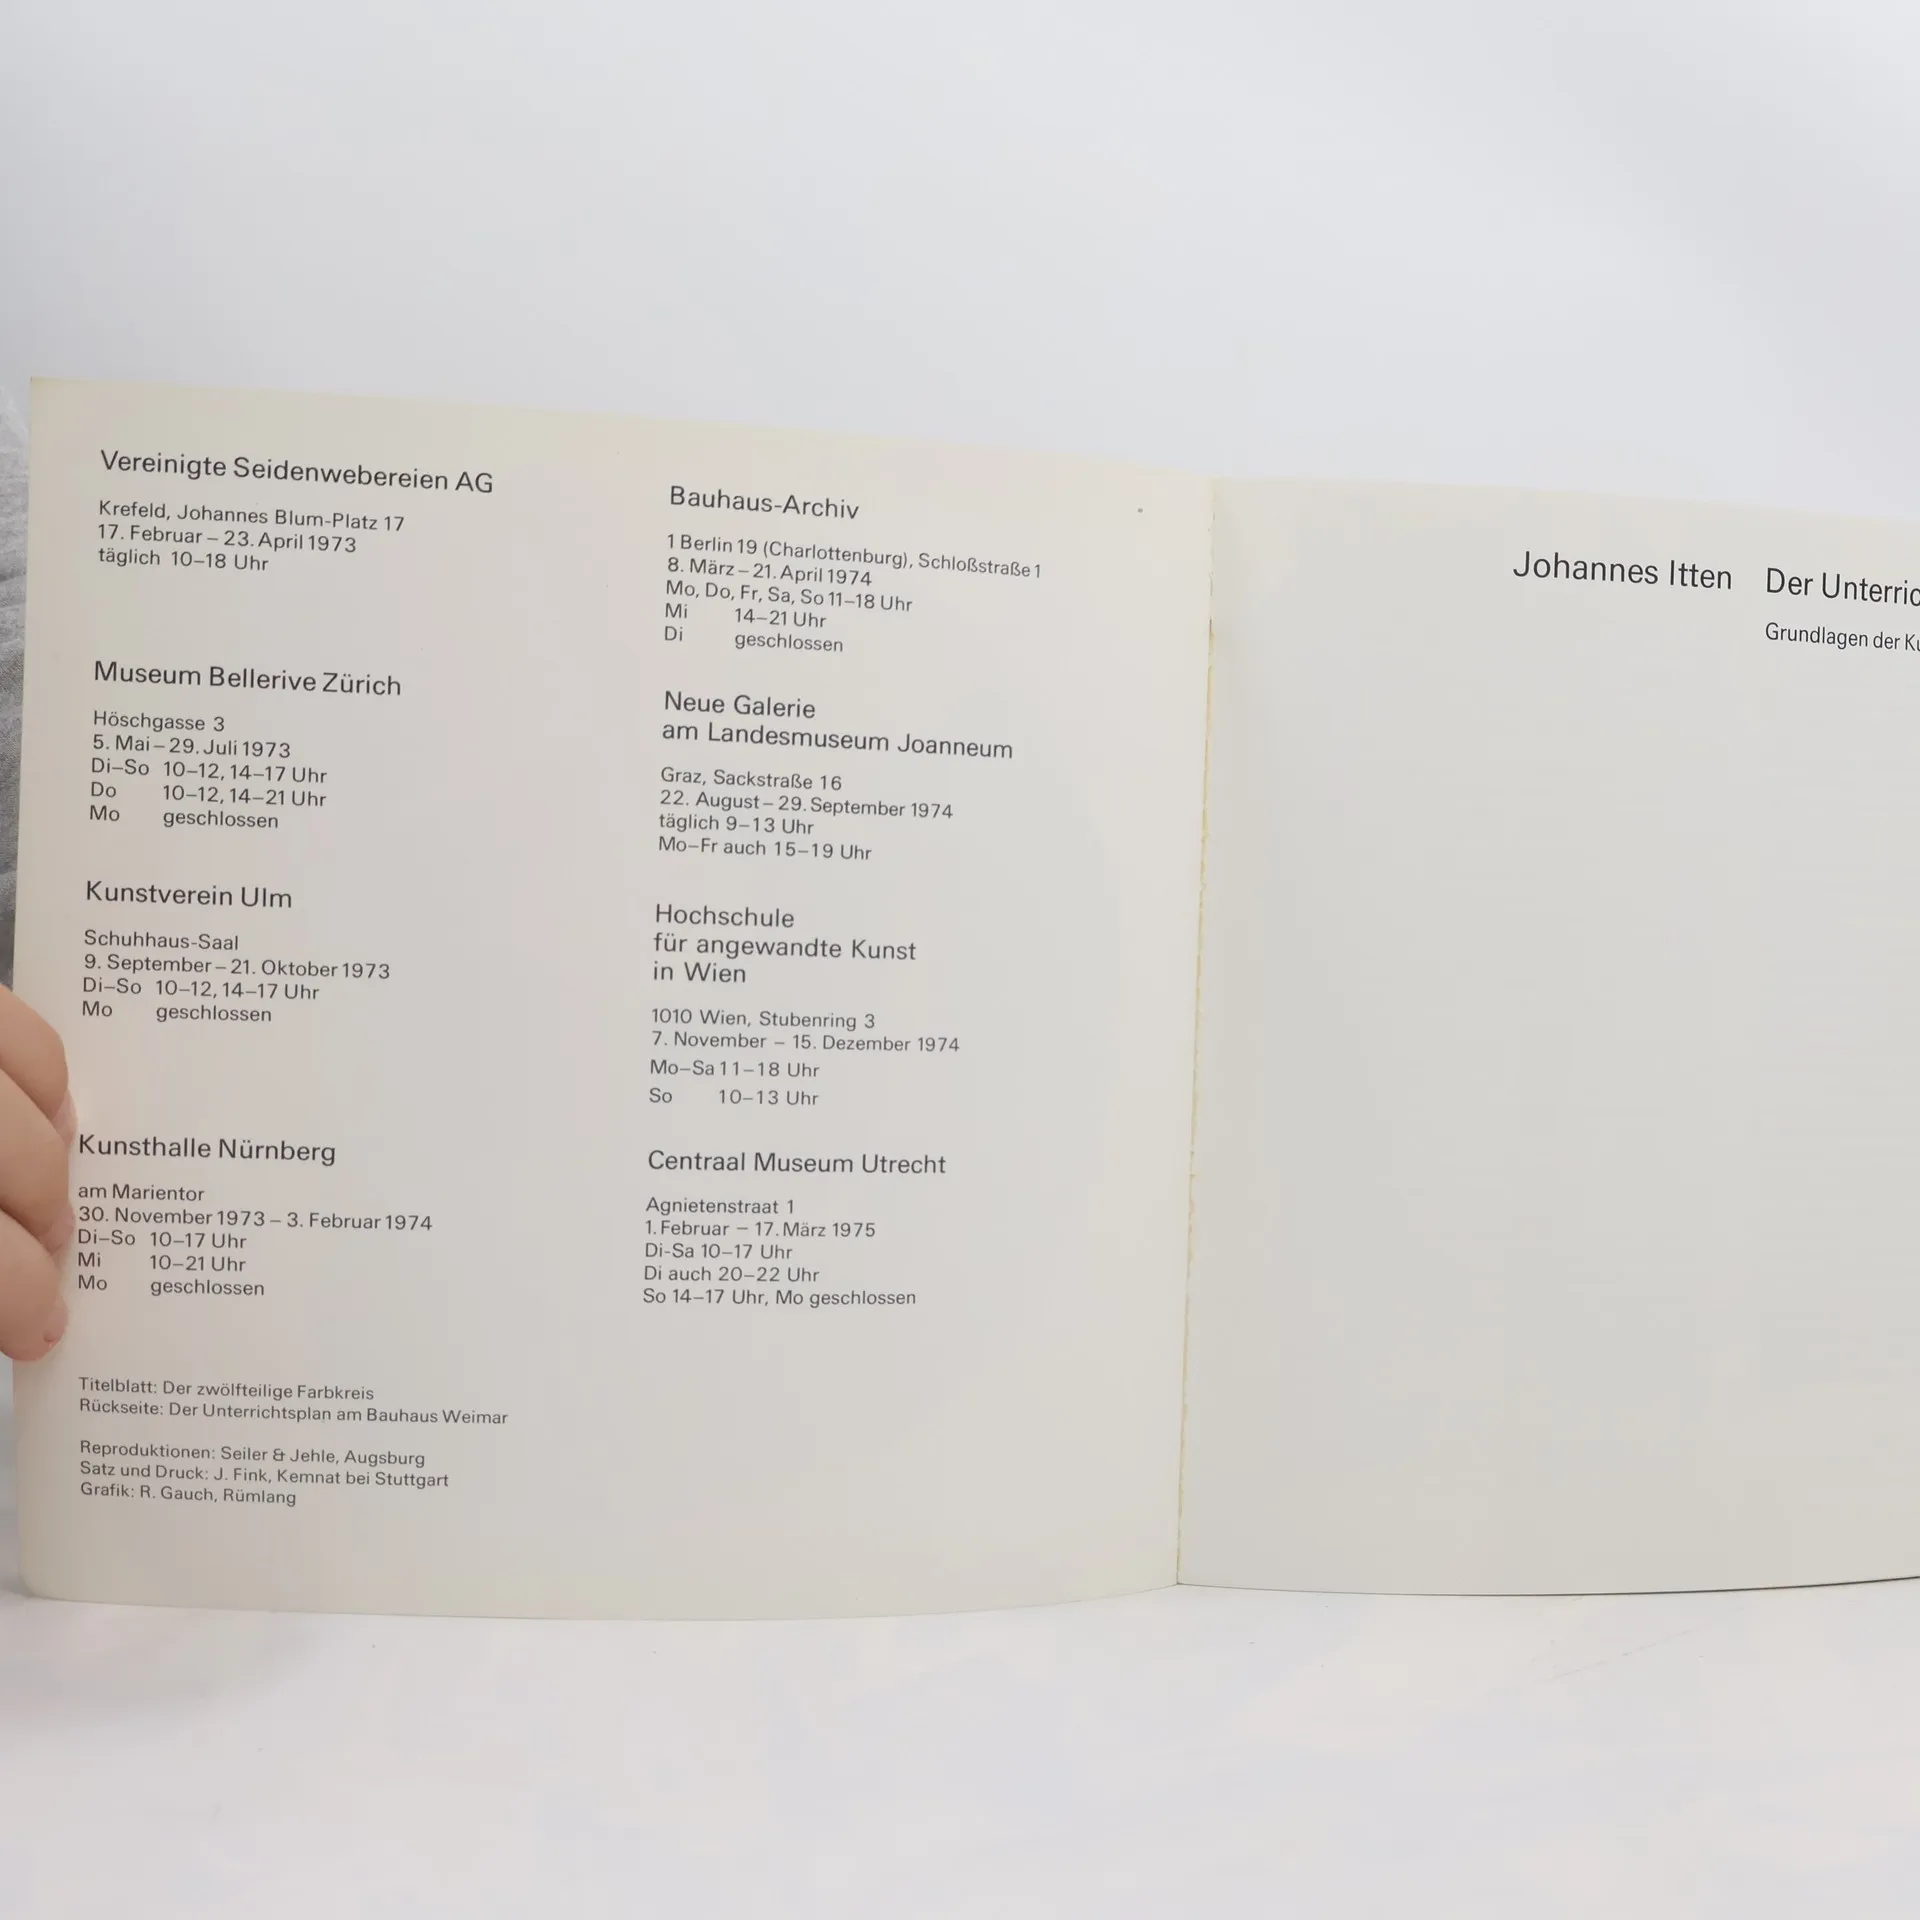 Vereinigte Seidenwebereien AG
Krefeld, Johannes Blum-Platz 17
17. Februar – 23. April 1973
täglich 10–18 Uhr
Museum Bellerive Zürich
Höschgasse 3
5. Mai – 29. Juli 1973
Di–So 10–12, 14–17 Uhr
Do 10–12, 14–21 Uhr
Mo geschlossen
Kunstverein Ulm
Schuhhaus-Saal
9. September – 21. Oktober 1973
Di–So 10–12, 14–17 Uhr
Mo geschlossen
Kunsthalle Nürnberg
am Marientor
30. November 1973 – 3. Februar 1974
Di–So 10–17 Uhr
Mi 10–21 Uhr
Mo geschlossen
Titelblatt: Der zwölfteilige Farbkreis
Rückseite: Der Unterrichtsplan am Bauhaus Weimar
Reproduktionen: Seiler & Jehle, Augsburg
Satz und Druck: J. Fink, Kemnat bei Stuttgart
Grafik: R. Gauch, Rümlang
Bauhaus-Archiv
1 Berlin 19 (Charlottenburg), Schloßstraße 1
8. März – 21. April 1974
Mo, Do, Fr, Sa, So 11–18 Uhr
Mi 14–21 Uhr
Di geschlossen
Neue Galerie
am Landesmuseum Joanneum
Graz, Sackstraße 16
22. August – 29. September 1974
täglich 9–13 Uhr
Mo–Fr auch 15–19 Uhr
Hochschule
für angewandte Kunst
in Wien
1010 Wien, Stubenring 3
7. November – 15. Dezember 1974
Mo–Sa 11–18 Uhr
So 10–13 Uhr
Centraal Museum Utrecht
Agnietenstraat 1
1. Februar – 17. März 1975
Di-Sa 10–17 Uhr
Di auch 20–22 Uhr
So 14–17 Uhr, Mo geschlossen
Johannes Itten Der
Grundlagen der